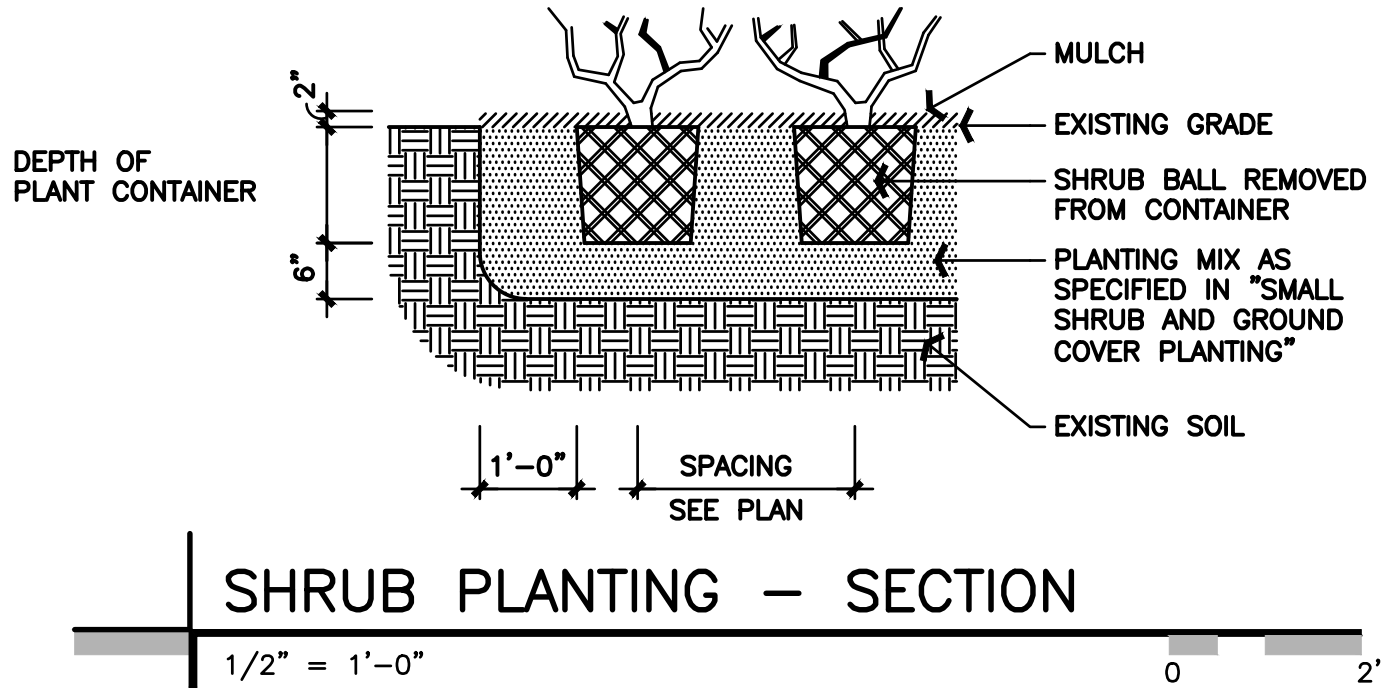 2”
DEPTH OF
PLANT CONTAINER
6”
MULCH
EXISTING GRADE
SHRUB BALL REMOVED
FROM CONTAINER
PLANTING MIX AS
SPECIFIED IN ”SMALL
SHRUB AND GROUND
COVER PLANTING”
EXISTING SOIL
1’-0”
SPACING
SEE PLAN
SHRUB PLANTING - SECTION
1/2” = 1’-0”
0 2’